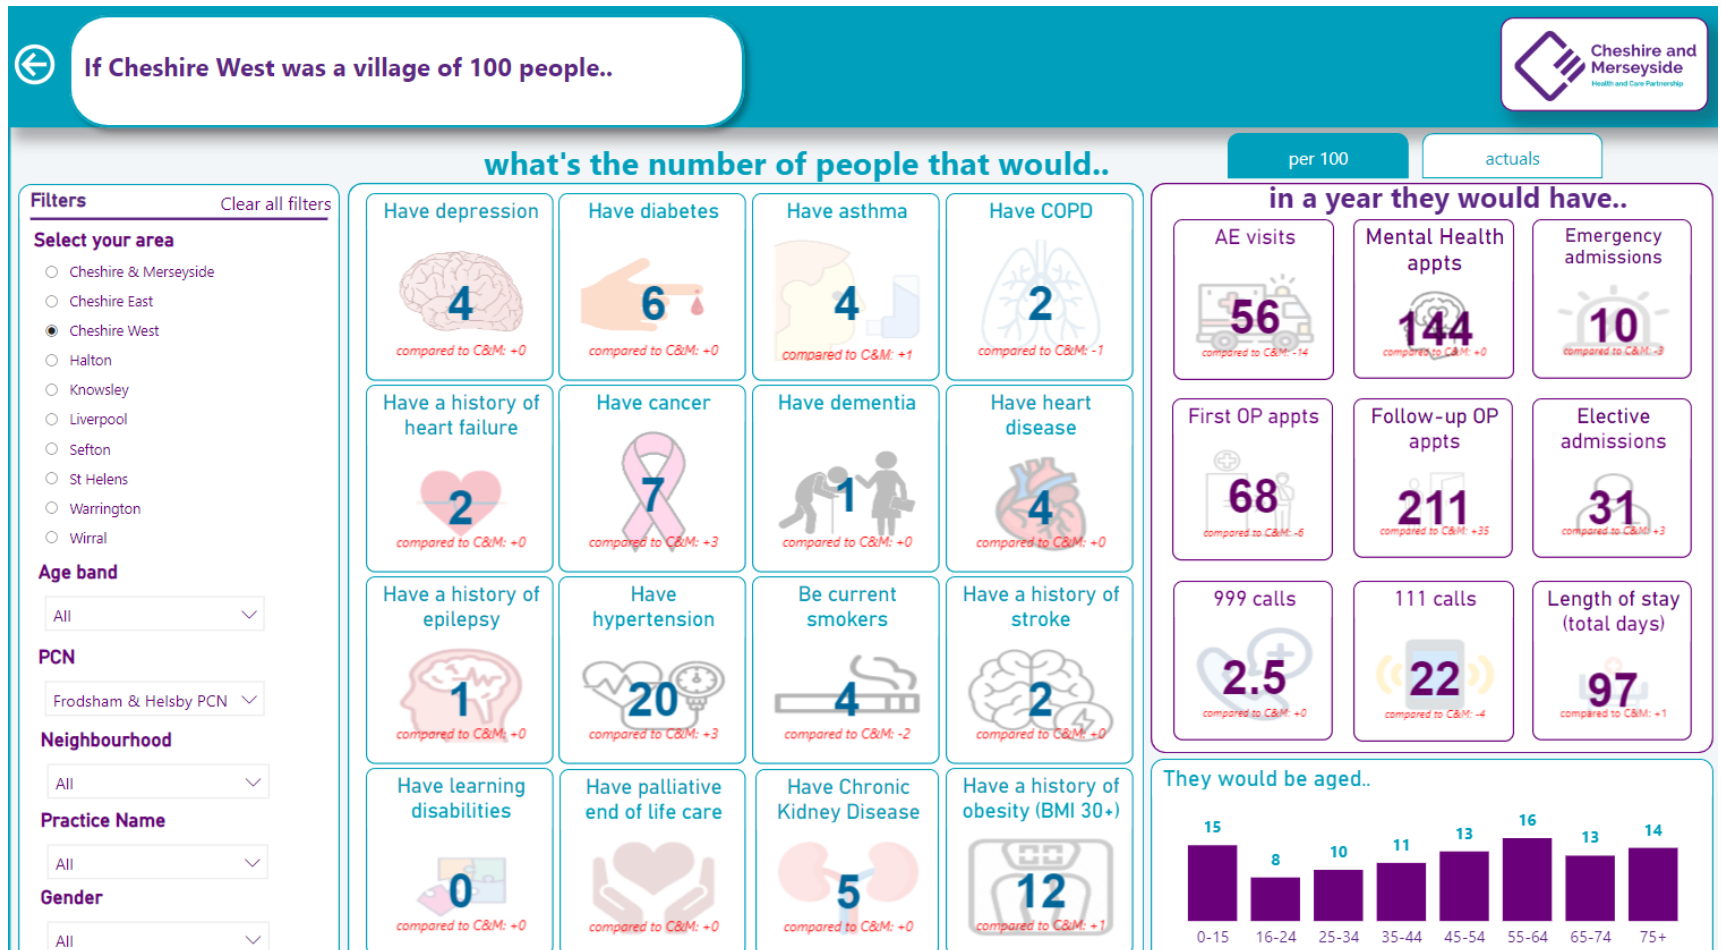 If Cheshire West was a village of 100 people..
Cheshire and
Merseyside
Health and Care Partnership
what's the number of people that would..
per 100
actuals
Filters
Clear all filters
Select your area
Cheshire & Merseyside
Cheshire East
Cheshire West
Halton
Knowsley
Liverpool
Sefton
St Helens
Warrington
Wirral
Age band
All
PCN
Frodsham & Helsby PCN
Neighbourhood
All
Practice Name
All
Gender
All
Have depression
4
compared to C&M: +0
Have diabetes
6
compared to C&M: +0
Have asthma
4
compared to C&M: +1
Have COPD
2
compared to C&M: -1
Have a history of
heart failure
2
compared to C&M: +0
Have cancer
7
compared to C&M: +3
Have dementia
1
compared to C&M: +0
Have heart
disease
4
compared to C&M: +0
Have a history of
epilepsy
1
compared to C&M: +0
Have
hypertension
20
compared to C&M: +3
Be current
smokers
4
compared to C&M: -2
Have a history of
stroke
2
compared to C&M: +0
Have learning
disabilities
0
compared to C&M: +0
Have palliative
end of life care
compared to C&M: +0
Have Chronic
Kidney Disease
5
compared to C&M: +0
Have a history of
obesity (BMI 30+)
12
compared to C&M: +1
in a year they would have..
AE visits
56
compared to C&M: -14
Mental Health
appts
144
compared to C&M: +0
Emergency
admissions
10
compared to C&M: -3
First OP appts
68
compared to C&M: -6
Follow-up OP
appts
211
compared to C&M: +35
Elective
admissions
31
compared to C&M: +3
999 calls
2.5
compared to C&M: +0
111 calls
22
compared to C&M: -4
Length of stay
(total days)
97
compared to C&M: +1
They would be aged..
15
8
10
11
13
16
13
14
0-15
16-24
25-34
35-44
45-54
55-64
65-74
75+